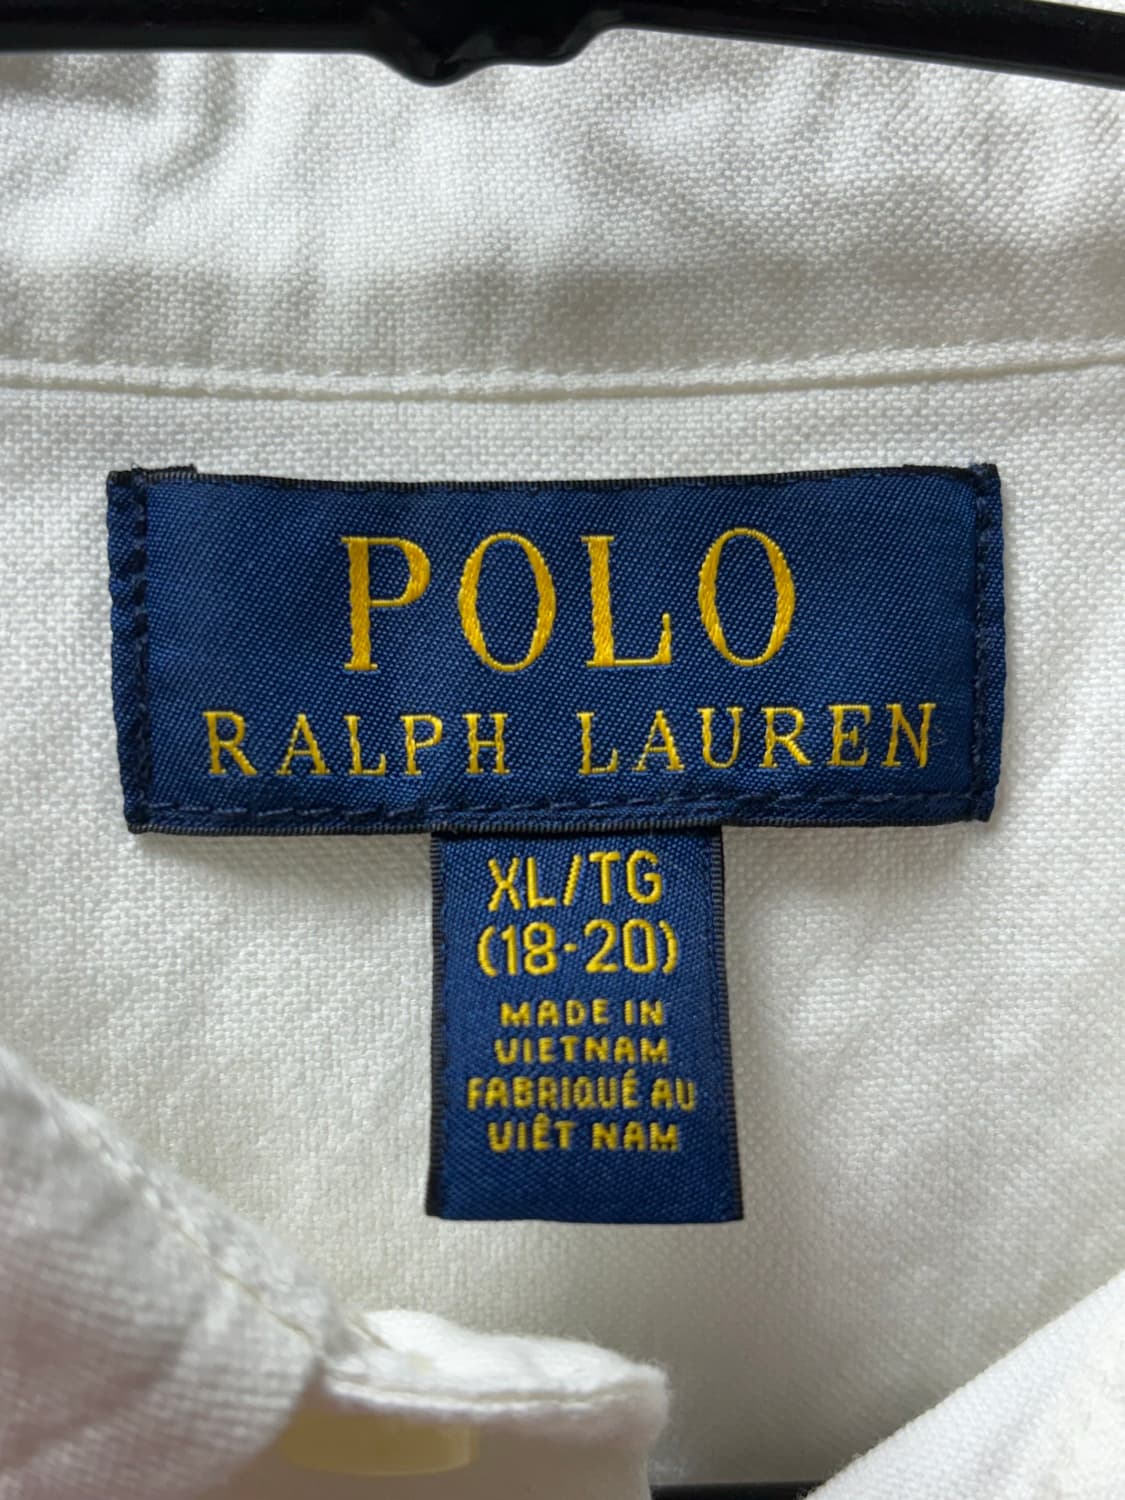 POLO
RALPH LAUREN
XL/TG
(18-20)
MADE IN
VIETNAM
FABRIQUÉ AU
VIÊT NAM